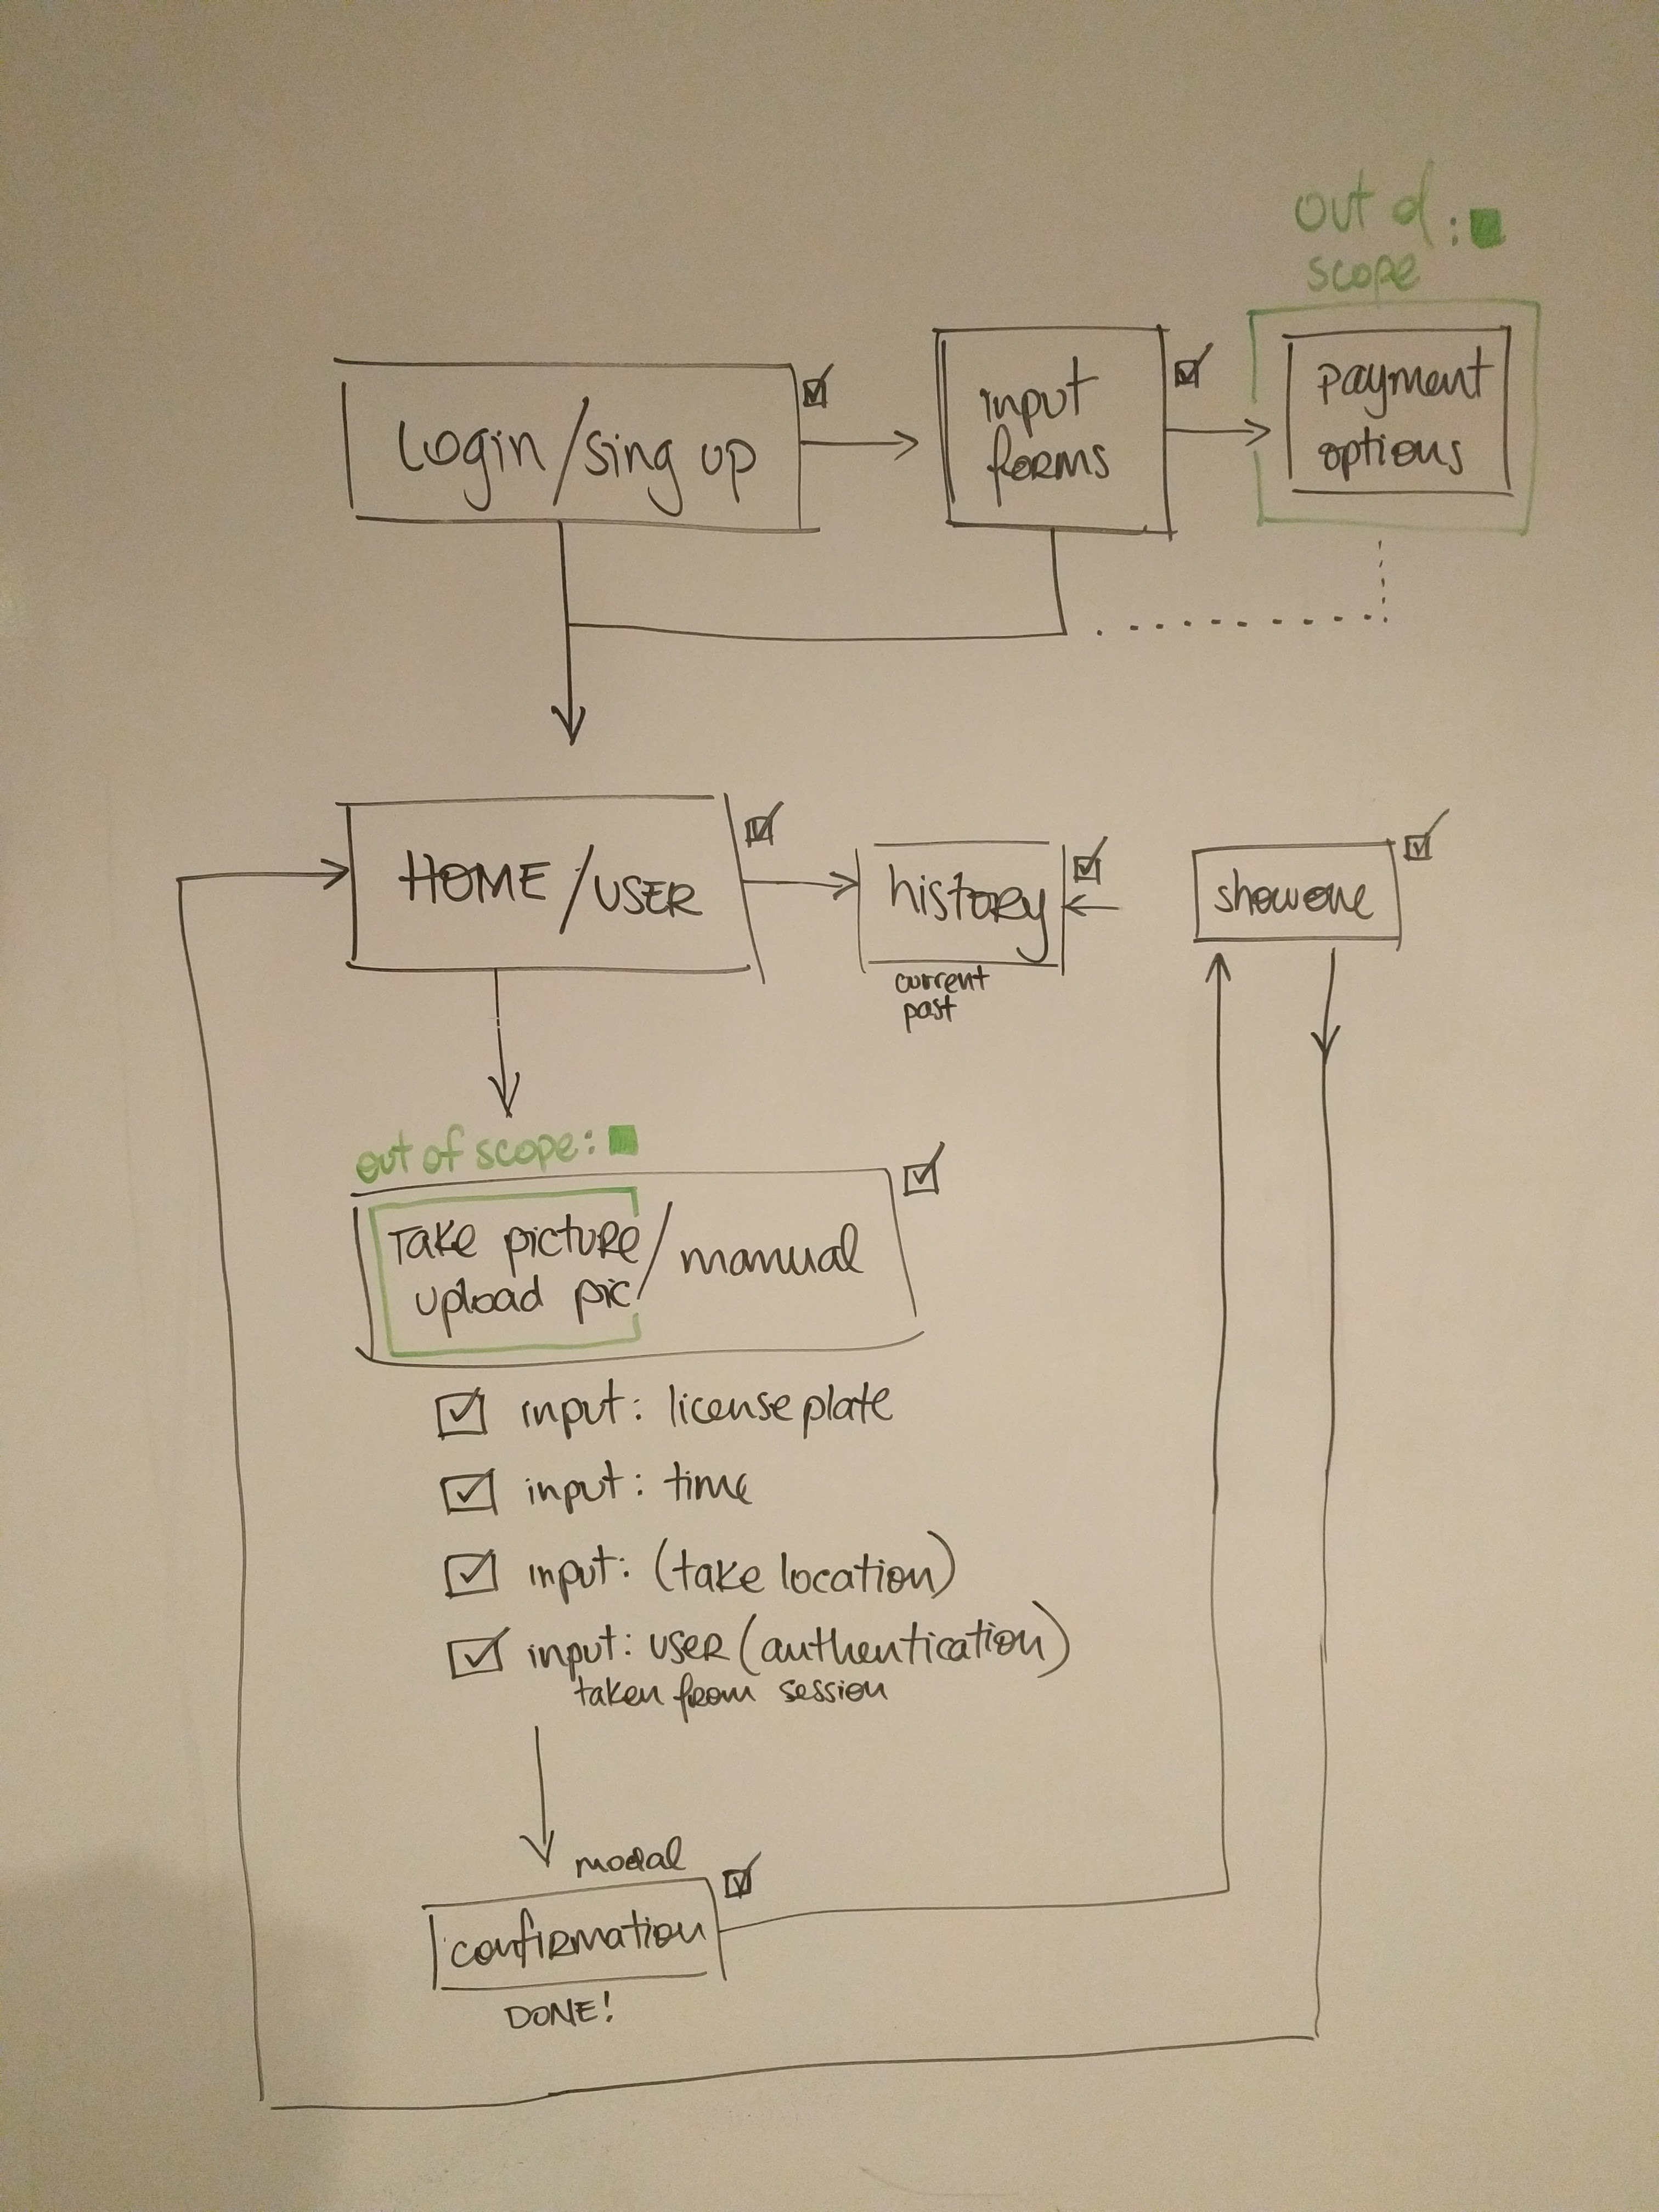 out of :
scope
Login/sing up
input
forms
payment
options
HOME/USER
history
current
past
showone
out of scope:
Take picture
upload pic
/manual
input: license plate
input: time
input: (take location)
input: user (authentication)
taken from session
modal
confirmation
DONE!